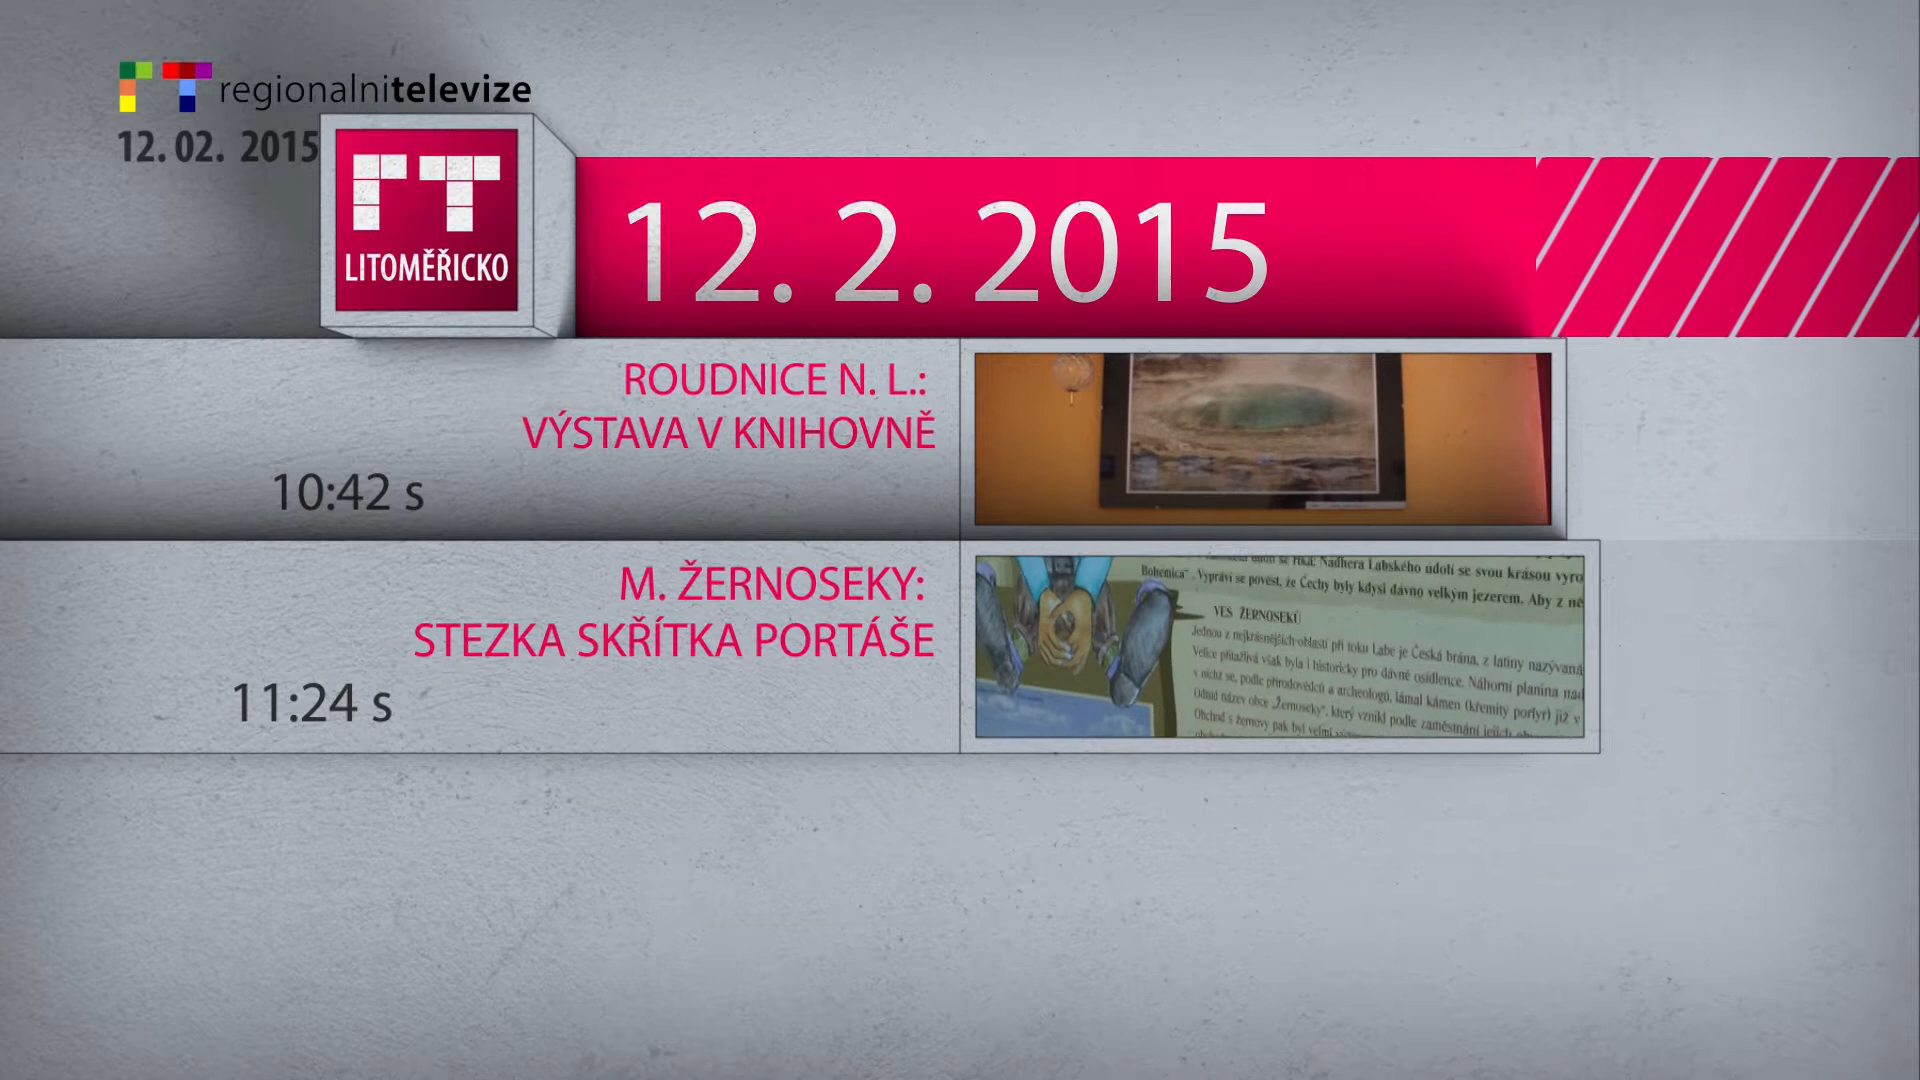 regionalnitelevize
12. 02. 2015
LITOMĚŘICKO
12. 2. 2015
ROUDNICE N. L.:
VÝSTAVA V KNIHOVNĚ
10:42 s
M. ŽERNOSEKY:
STEZKA SKŘÍTKA PORTÁŠE
11:24 s
údolí se říká: Nádhera Labského údolí se svou krásou vyro
Bohemica". Vypráví se pověst, že Čechy byly kdysi dávno velkým jezerem. Aby z ně
VES ŽERNOSEKŮ
Jednou z nejkrásnějších oblastí při toku Labe je Česká brána, z latiny nazývaná
Velice přitažlivá však byla i historicky pro dávné osídlence. Náhorní planina nad
v nichž se, podle přírodovědců a archeologů, lámal kámen (křemitý porfyr) již v
Odtud název obce „Žernoseky", který vznikl podle zaměstnání jejich
Obchod s žernovy pak byl velmi